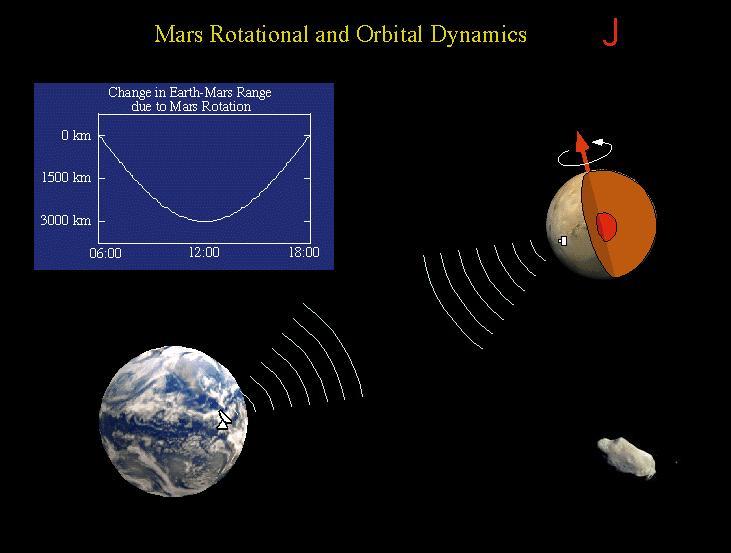 Mars Rotational and Orbital Dynamics
J
Change in Earth-Mars Range
due to Mars Rotation
0 km
1500 km
3000 km
06:00 12:00 18:00